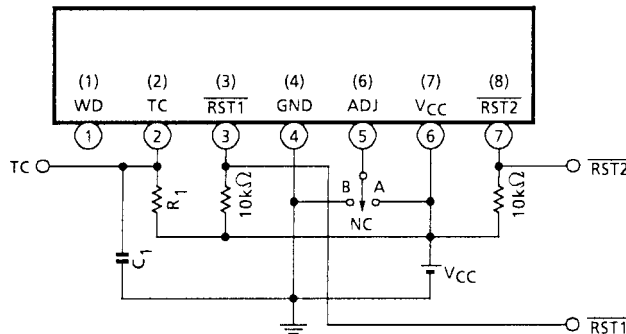 (1) (2) (3) (4) (6) (7) (8)
WD TC RST1 GND ADJ VCC RST2
1 2 3 4 5 6 7
TC
RST2
B A
R1
10kΩ
10kΩ
NC
C1
VCC
RST1